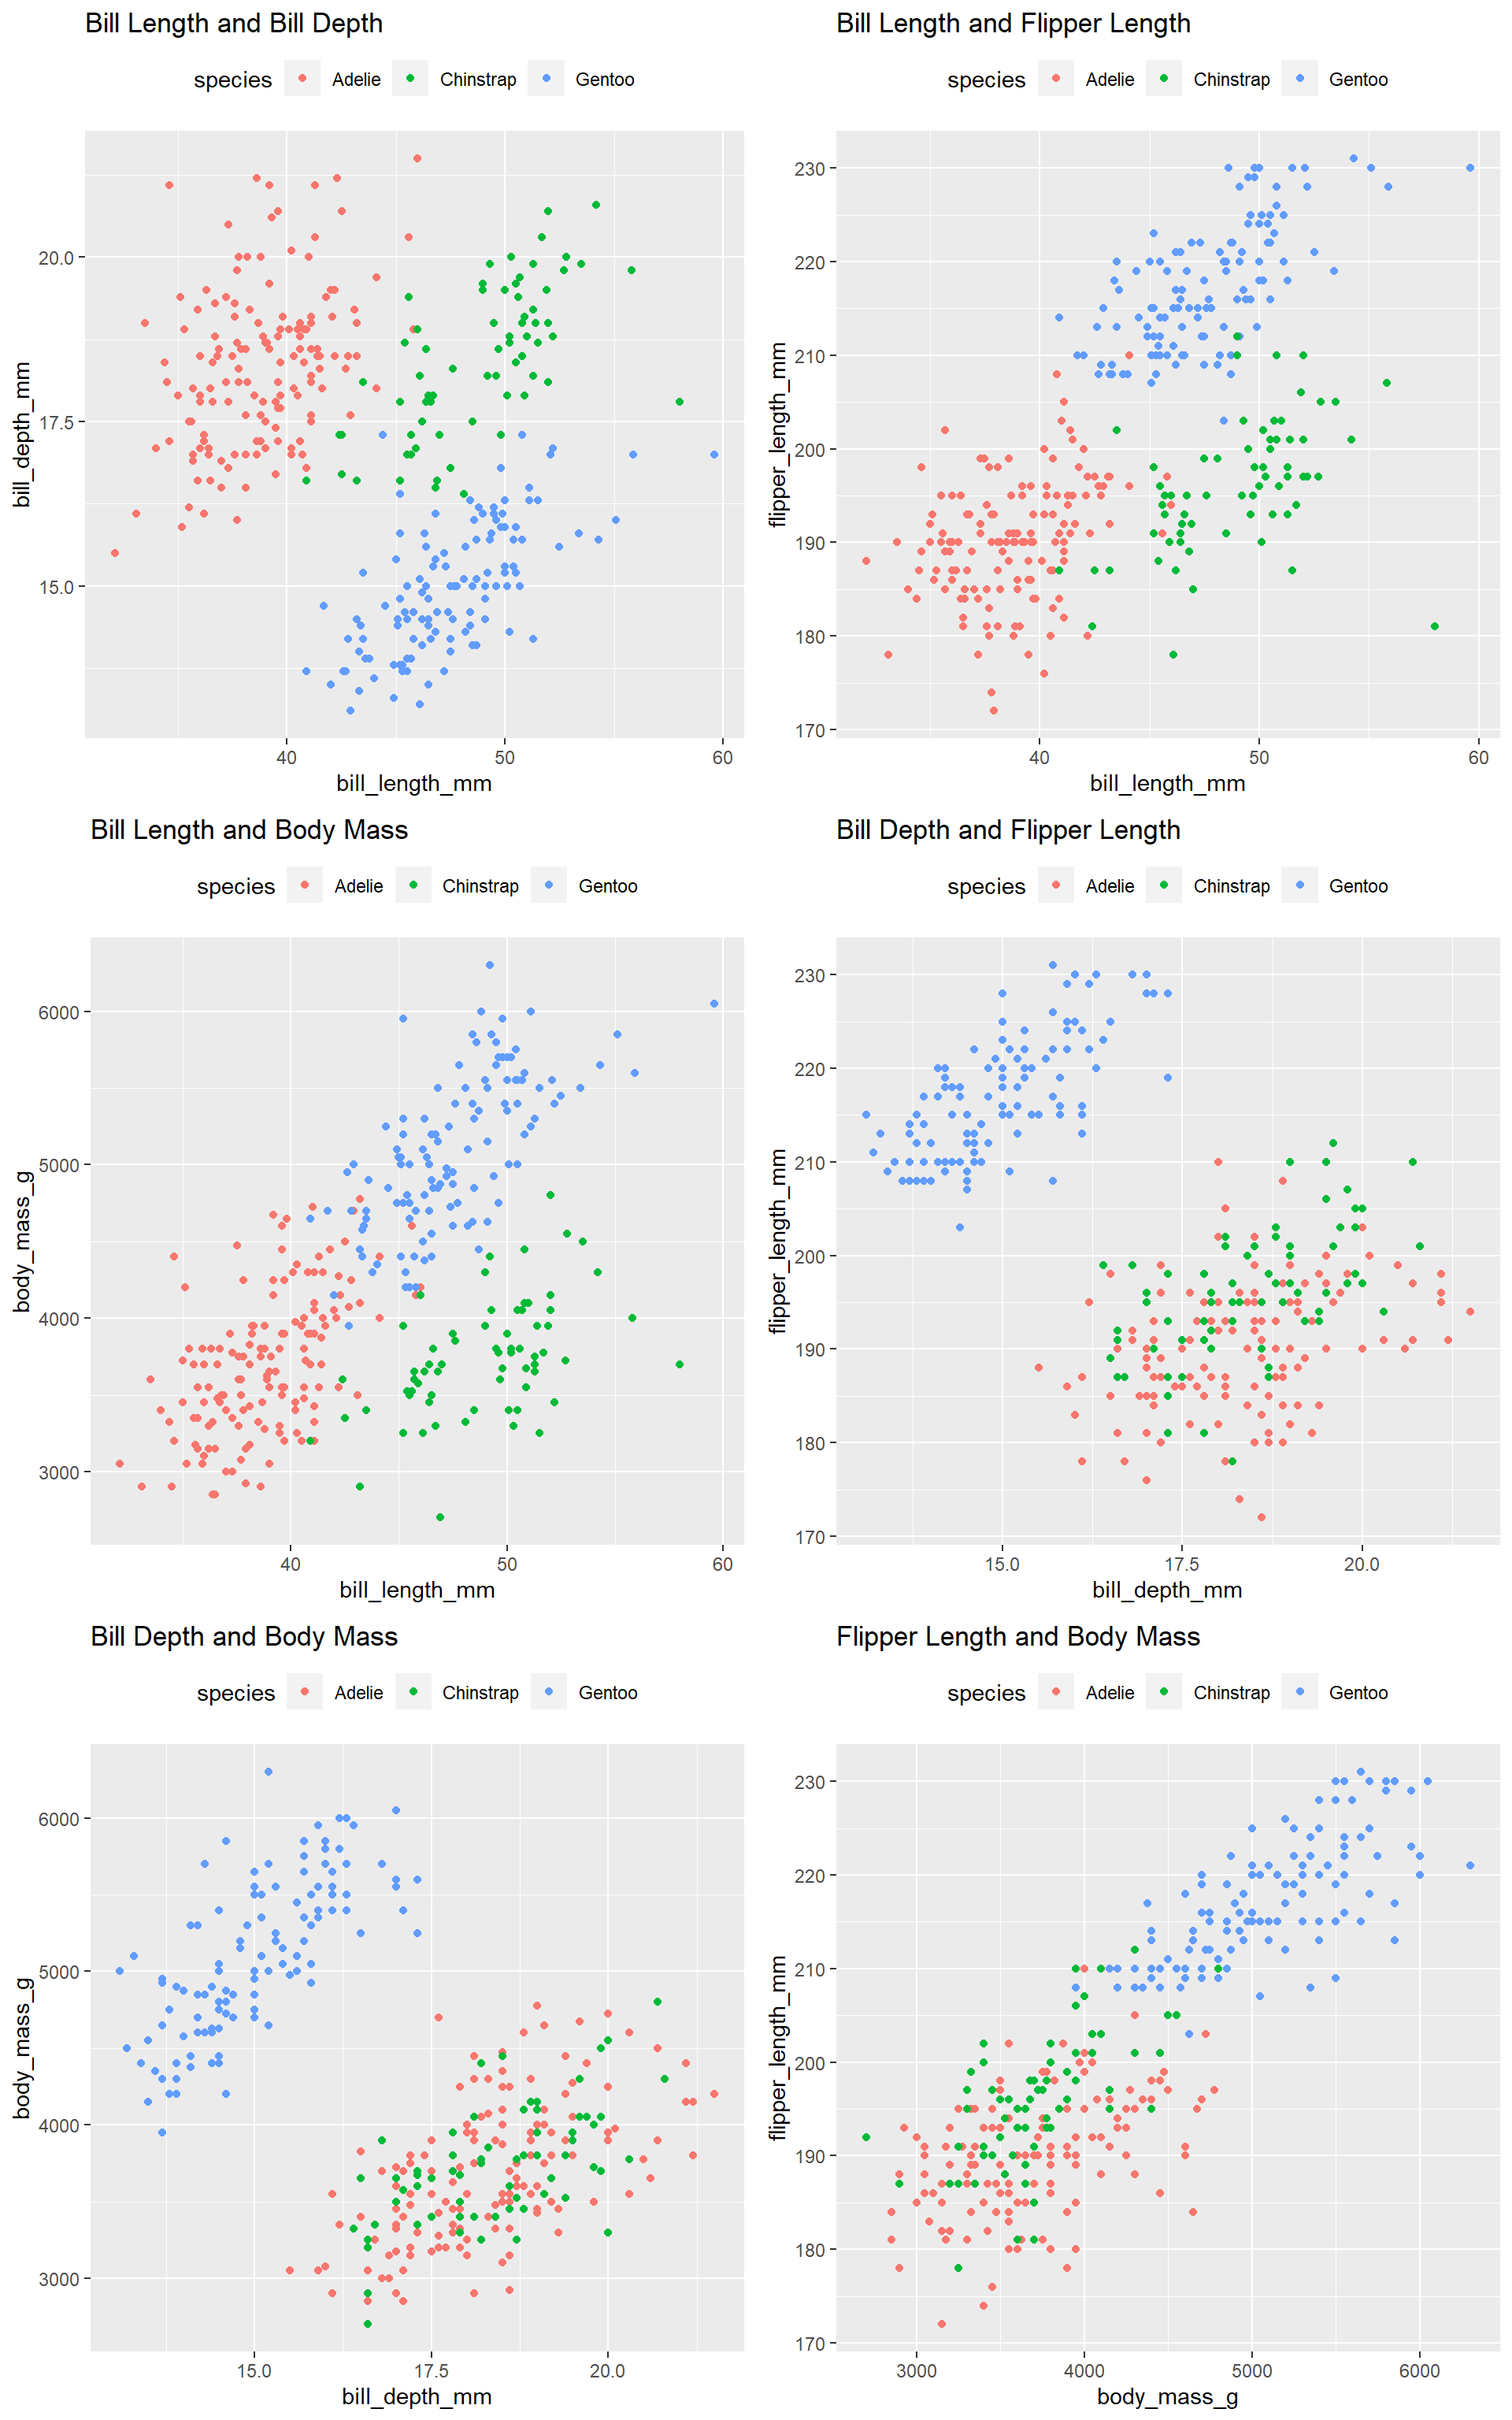 Bill Length and Bill Depth
species Adelie Chinstrap Gentoo
20.0
17.5
15.0
bill_depth_mm
40 50 60
bill_length_mm
Bill Length and Flipper Length
species Adelie Chinstrap Gentoo
230
220
210
200
190
180
170
flipper_length_mm
40 50 60
bill_length_mm
Bill Length and Body Mass
species Adelie Chinstrap Gentoo
6000
5000
4000
3000
body_mass_g
40 50 60
bill_length_mm
Bill Depth and Flipper Length
species Adelie Chinstrap Gentoo
230
220
210
200
190
180
170
flipper_length_mm
15.0 17.5 20.0
bill_depth_mm
Bill Depth and Body Mass
species Adelie Chinstrap Gentoo
6000
5000
4000
3000
body_mass_g
15.0 17.5 20.0
bill_depth_mm
Flipper Length and Body Mass
species Adelie Chinstrap Gentoo
230
220
210
200
190
180
170
flipper_length_mm
3000 4000 5000 6000
body_mass_g